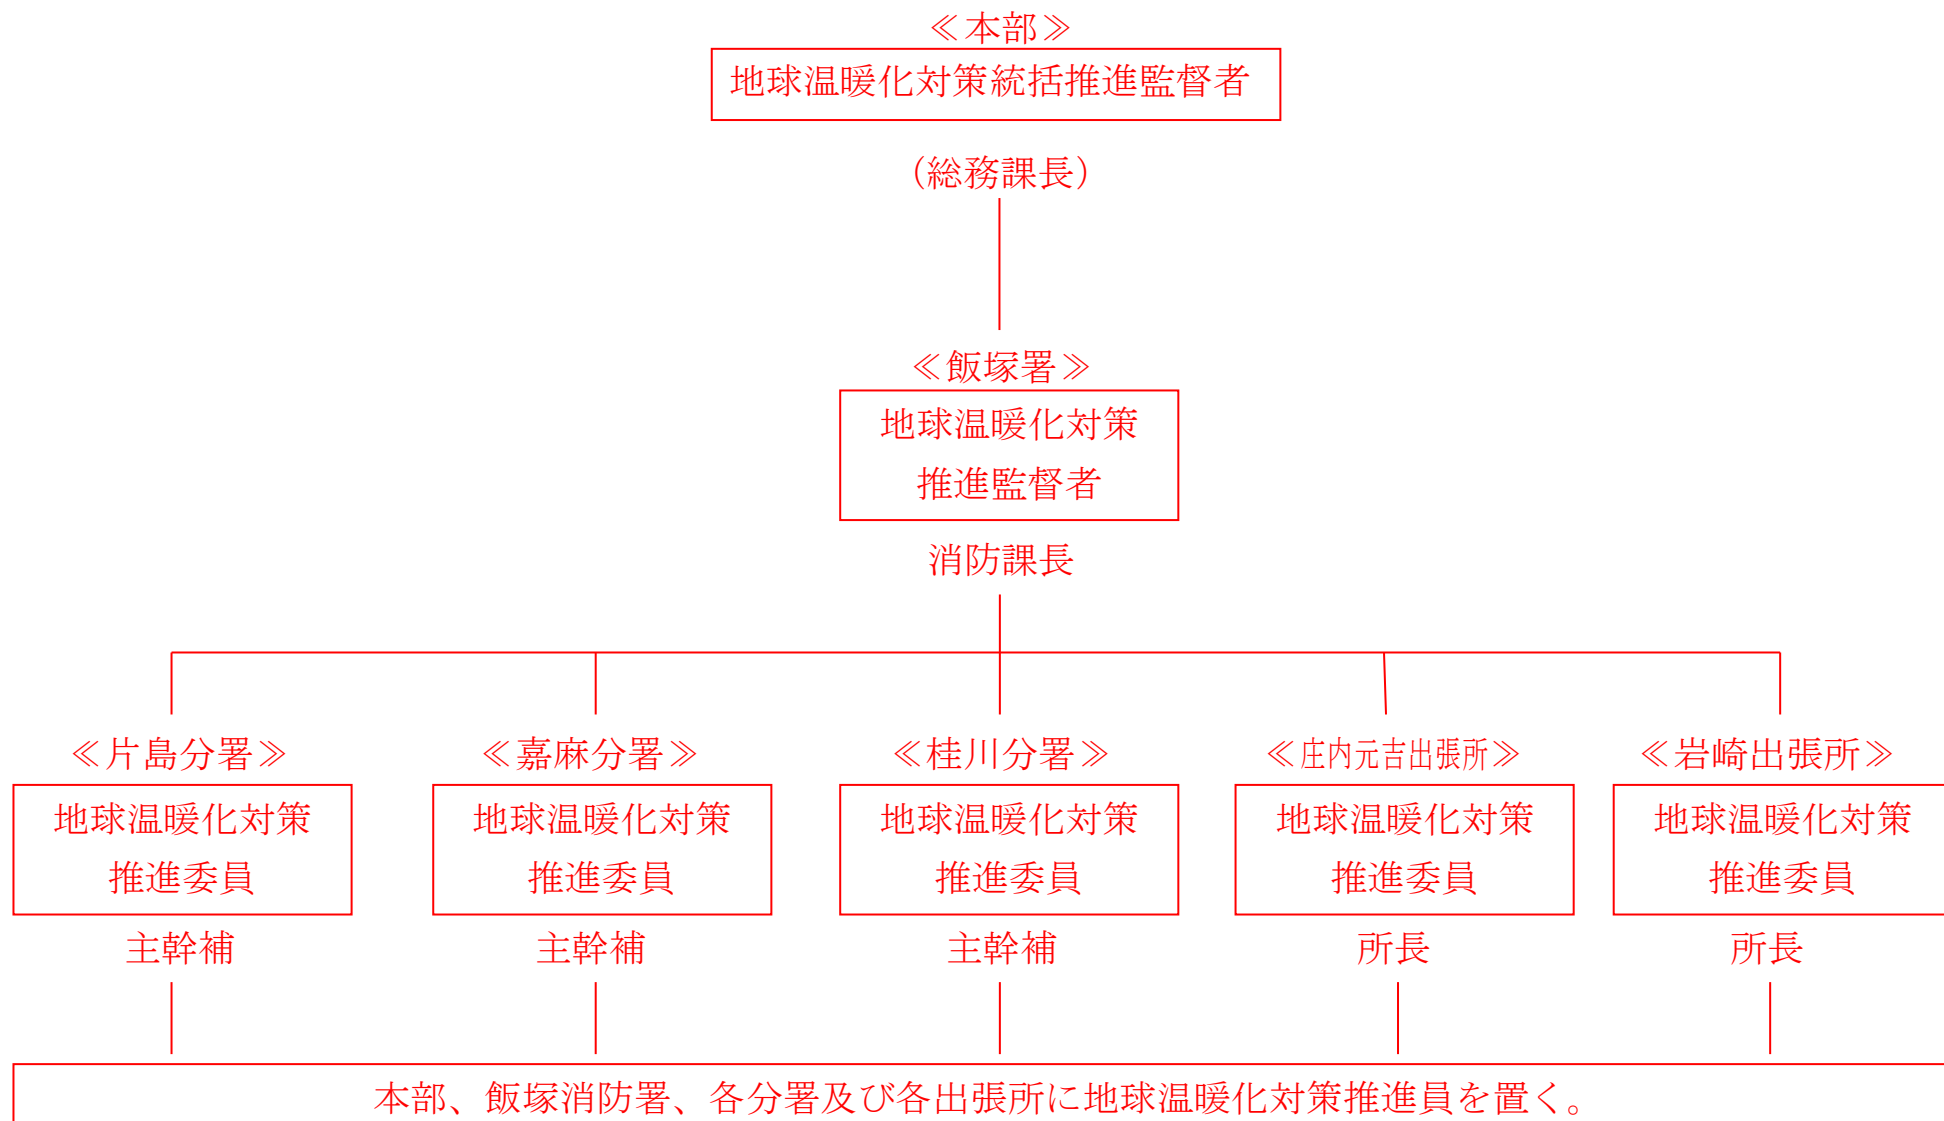 ≪本部≫
地球温暖化対策統括推進監督者
（総務課長）
≪飯塚署≫
地球温暖化対策
推進監督者
消防課長
≪片島分署≫
地球温暖化対策
推進委員
主幹補
≪嘉麻分署≫
地球温暖化対策
推進委員
主幹補
≪桂川分署≫
地球温暖化対策
推進委員
主幹補
≪庄内元吉出張所≫
地球温暖化対策
推進委員
所長
≪岩崎出張所≫
地球温暖化対策
推進委員
所長
本部、飯塚消防署、各分署及び各出張所に地球温暖化対策推進員を置く。